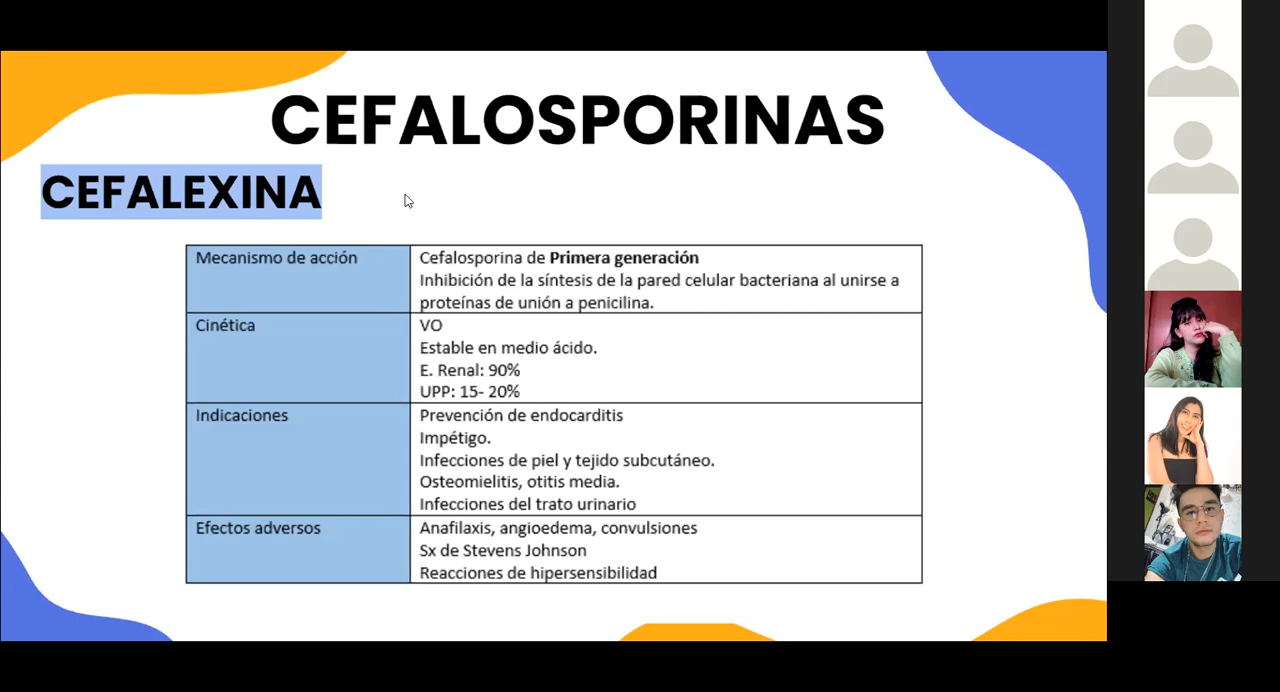 CEFALOSPORINAS
CEFALEXINA
Mecanismo de acción
Cefalosporina de Primera generación
Inhibición de la síntesis de la pared celular bacteriana al unirse a
proteínas de unión a penicilina.
Cinética
VO
Estable en medio ácido.
E. Renal: 90%
UPP: 15- 20%
Indicaciones
Prevención de endocarditis
Impétigo.
Infecciones de piel y tejido subcutáneo.
Osteomielitis, otitis media.
Infecciones del trato urinario
Efectos adversos
Anafilaxis, angioedema, convulsiones
Sx de Stevens Johnson
Reacciones de hipersensibilidad